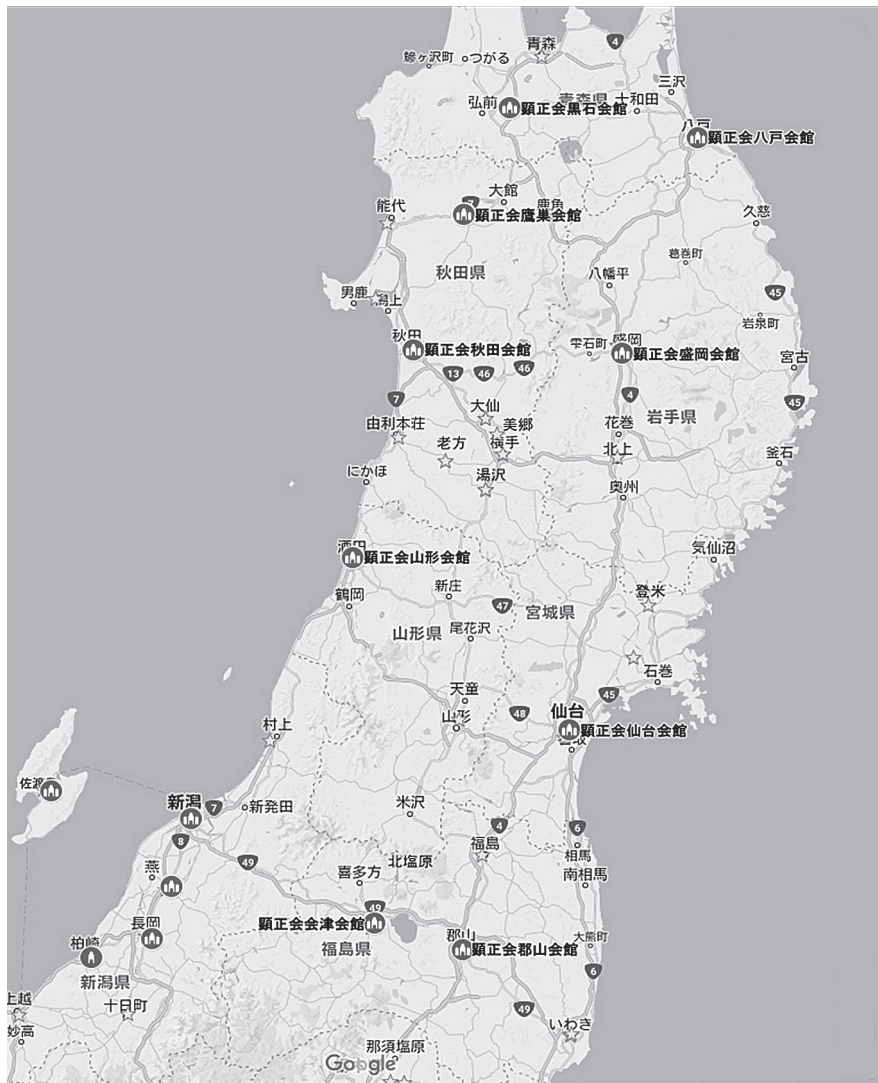 青森
4
鰺ヶ沢町
つがる
三沢
弘前
青森県
十和田
顕正会黒石会館
八戸
顕正会八戸会館
大館
7
鹿角
能代
顕正会鷹巣会館
久慈
葛巻町
秋田県
八幡平
男鹿
潟上
45
岩泉町
秋田
顕正会秋田会館
雫石町
盛岡
顕正会盛岡会館
宮古
13
46
46
7
4
45
大仙
由利本荘
美郷
花巻
岩手県
老方
横手
北上
釜石
にかほ
湯沢
奥州
酒田
顕正会山形会館
気仙沼
新庄
登米
鶴岡
47
宮城県
山形県
尾花沢
石巻
天童
45
山形
48
仙台
村上
顕正会仙台会館
佐渡
新潟
7
新発田
米沢
4
6
8
福島
相馬
49
北塩原
燕
喜多方
南相馬
49
長岡
顕正会会津会館
郡山
大熊町
柏崎
福島県
顕正会郡山会館
新潟県
6
上越
十日町
49
妙高
いわき
那須塩原
Google